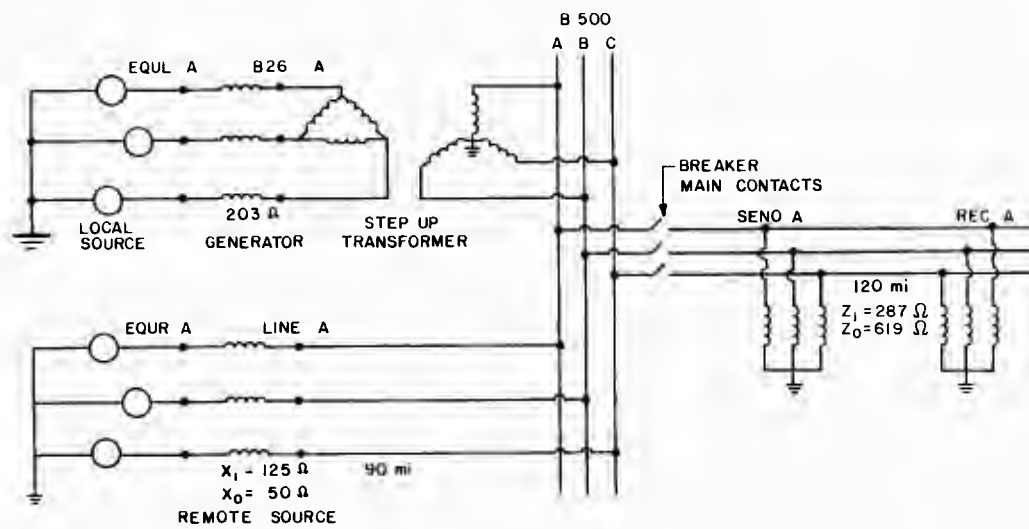 B 500
A B C
EQUL A
B26 A
LOCAL
SOURCE
203 Ω
GENERATOR
STEP UP
TRANSFORMER
BREAKER
MAIN CONTACTS
SEND A
REC A
120 mi
Z₁ = 287 Ω
Z₀ = 619 Ω
EQUR A
LINE A
X₁ - 125 Ω
X₀ = 50 Ω
90 mi
REMOTE SOURCE